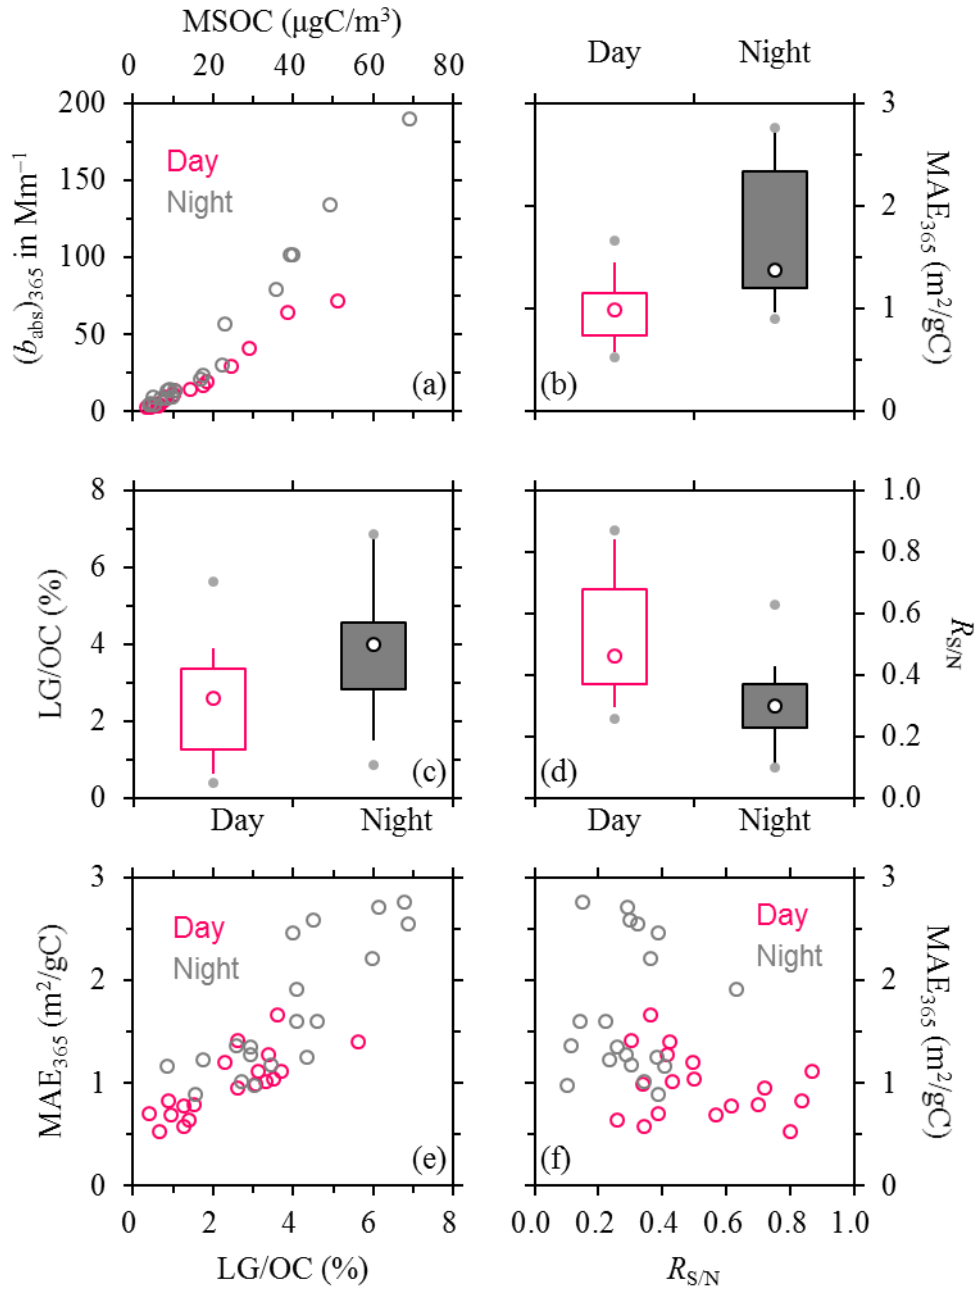 MSOC (μgC/m³)
0 20 40 60 80
Day Night
200
150
100
50
0
(b_abs)_365 in Mm⁻¹
Day
Night
(a)
3
2
1
0
MAE_365 (m²/gC)
(b)
8
6
4
2
0
LG/OC (%)
(c)
Day Night
1.0
0.8
0.6
0.4
0.2
0.0
R_S/N
(d)
Day Night
3
2
1
0
MAE_365 (m²/gC)
Day
Night
(e)
0 2 4 6 8
LG/OC (%)
3
2
1
0
MAE_365 (m²/gC)
Day
Night
(f)
0.0 0.2 0.4 0.6 0.8 1.0
R_S/N